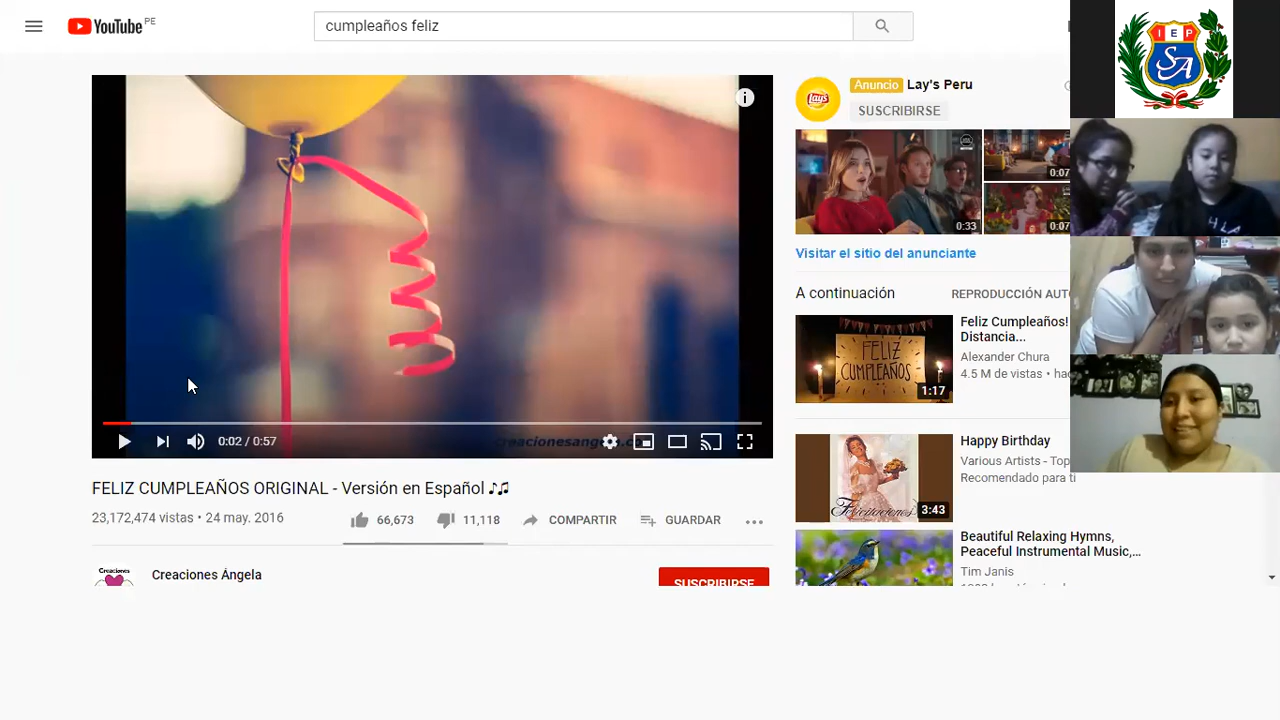 YouTube PE
cumpleaños feliz
0:02 / 0:57
FELIZ CUMPLEAÑOS ORIGINAL - Versión en Español ♪♫
23,172,474 vistas • 24 may. 2016
66,673
11,118
COMPARTIR
GUARDAR
Creaciones
Creaciones Ángela
SUSCRIBIRSE
Lay's
Anuncio Lay's Peru
SUSCRIBIRSE
0:33
0:07
0:07
Visitar el sitio del anunciante
A continuación
REPRODUCCIÓN AUTO
FELIZ
CUMPLEAÑOS
1:17
Feliz Cumpleaños!
Distancia...
Alexander Chura
4.5 M de vistas •
Felicitaciones
3:43
Happy Birthday
Various Artists - Top
Recomendado para ti
Beautiful Relaxing Hymns,
Peaceful Instrumental Music,...
Tim Janis
I E P
SA